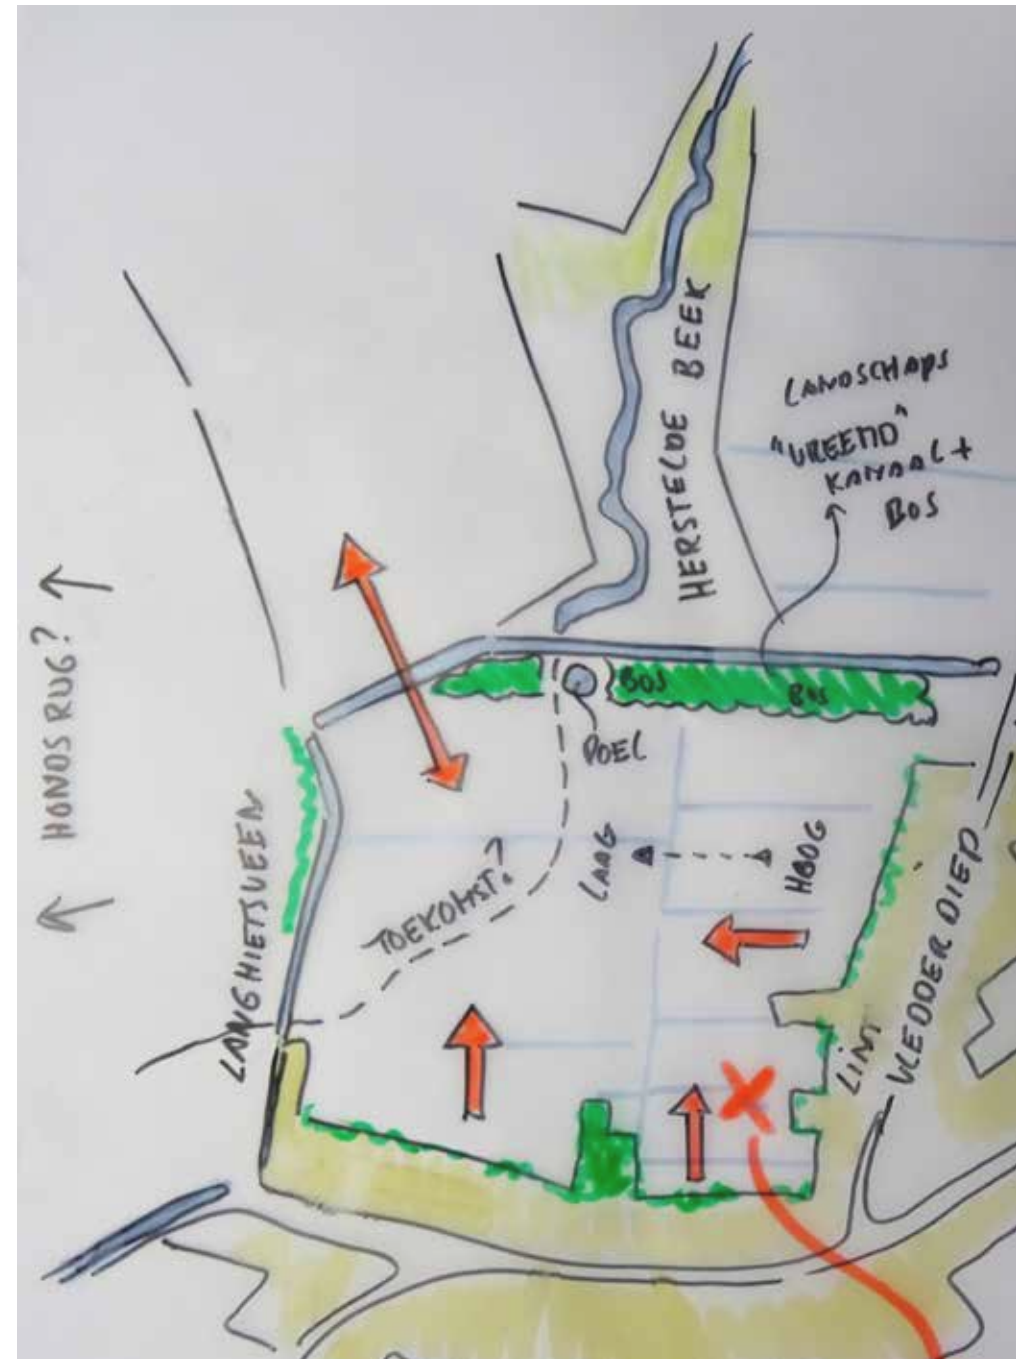 HERSTELDE BEEK
LANDSCHAPS
"VREEMD"
KANAAL +
BOS
HONDSRUG?
BOS
BOS
POEL
LANGHIETSVEEN
TOEKOMST?
LAAG
HOOG
LINT
VLEDDER DIEP